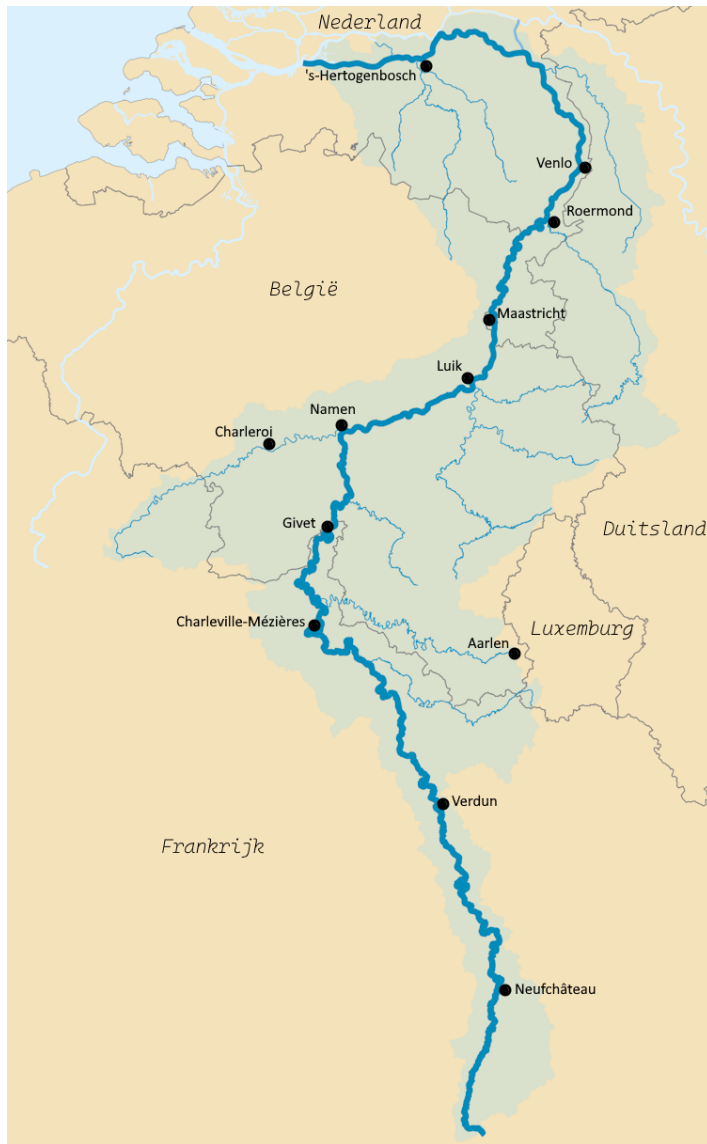 Nederland
's-Hertogenbosch
Venlo
Roermond
België
Maastricht
Luik
Namen
Charleroi
Givet
Duitsland
Charleville-Mézières
Luxemburg
Aarlen
Verdun
Frankrijk
Neufchâteau